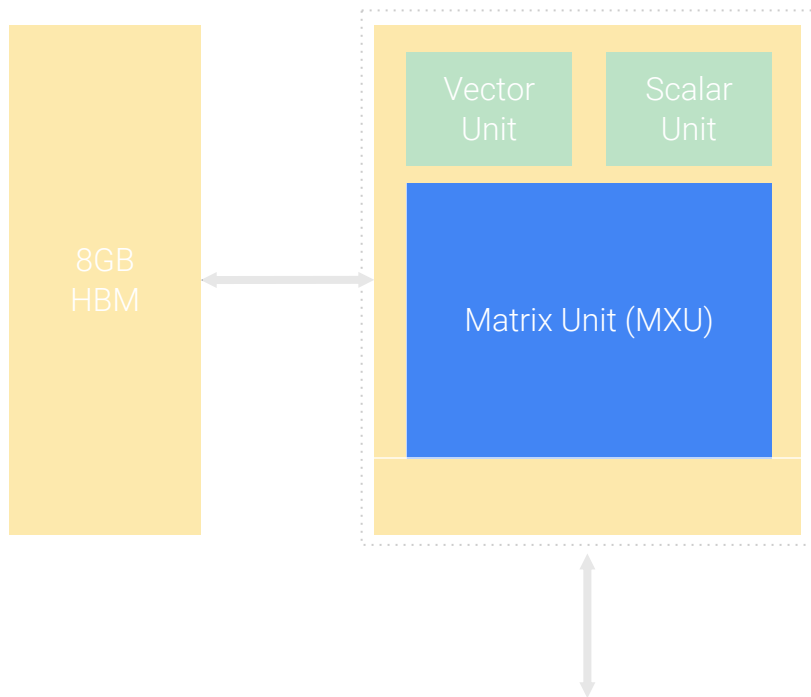 8GB
HBM
Vector
Unit
Scalar
Unit
Matrix Unit (MXU)